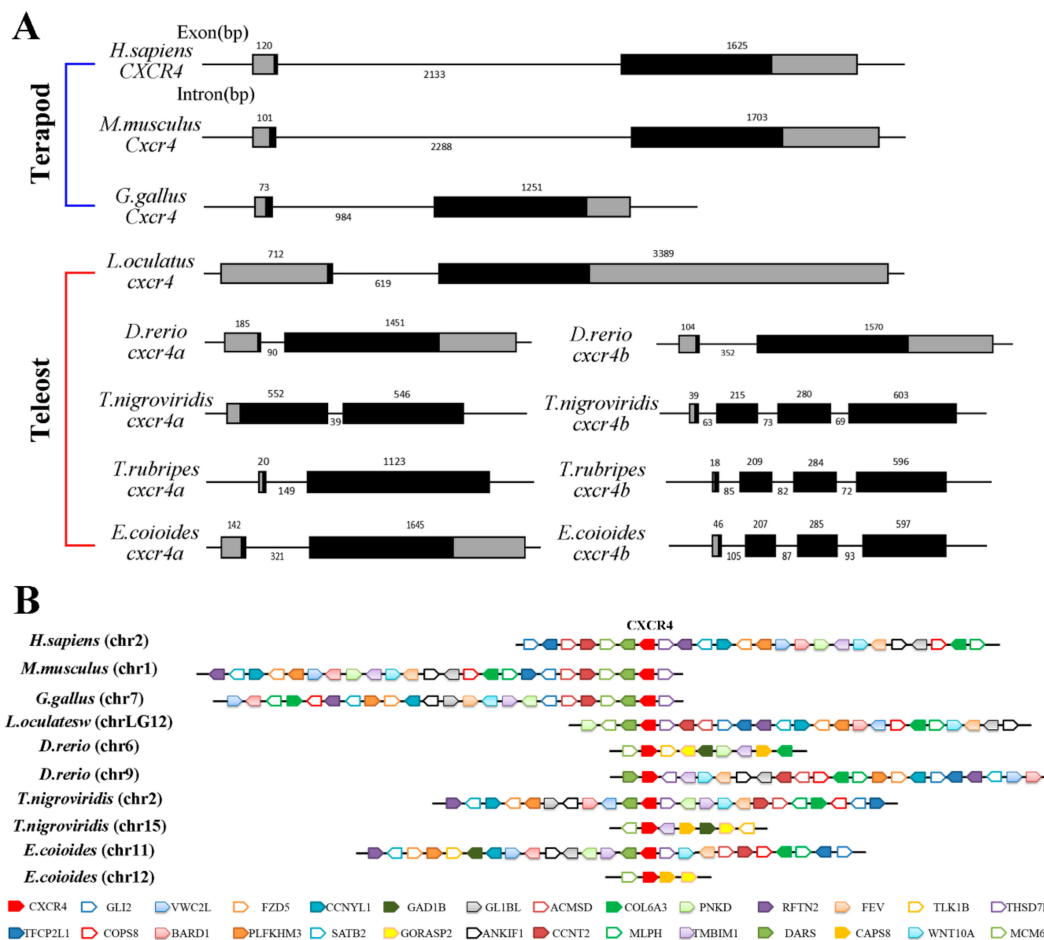 A
Exon(bp)
Terapod
H.sapiens
CXCR4
120
1625
2133
Intron(bp)
M.musculus
Cxcr4
101
1703
2288
G.gallus
Cxcr4
73
1251
984
Teleost
L.oculatus
cxcr4
712
3389
619
D.rerio
cxcr4a
185
1451
90
D.rerio
cxcr4b
104
1570
352
T.nigroviridis
cxcr4a
552
546
39
T.nigroviridis
cxcr4b
39
215
280
603
63
73
69
T.rubripes
cxcr4a
20
1123
149
T.rubripes
cxcr4b
18
209
284
596
85
82
72
E.coioides
cxcr4a
142
1645
321
E.coioides
cxcr4b
46
207
285
597
105
87
93
B
CXCR4
H.sapiens (chr2)
M.musculus (chr1)
G.gallus (chr7)
L.oculatesw (chrLG12)
D.rerio (chr6)
D.rerio (chr9)
T.nigroviridis (chr2)
T.nigroviridis (chr15)
E.coioides (chr11)
E.coioides (chr12)
CXCR4 GLI2 VWC2L FZD5 CCNYL1 GAD1B GL1BL ACMSD COL6A3 PNKD RFTN2 FEV TLK1B
TFCP2L1 COPS8 BARD1 PLFKHM3 SATB2 GORASP2 ANKIF1 CCNT2 MLPH TMBIM1 DARS CAPS8 WNT10A MCM6